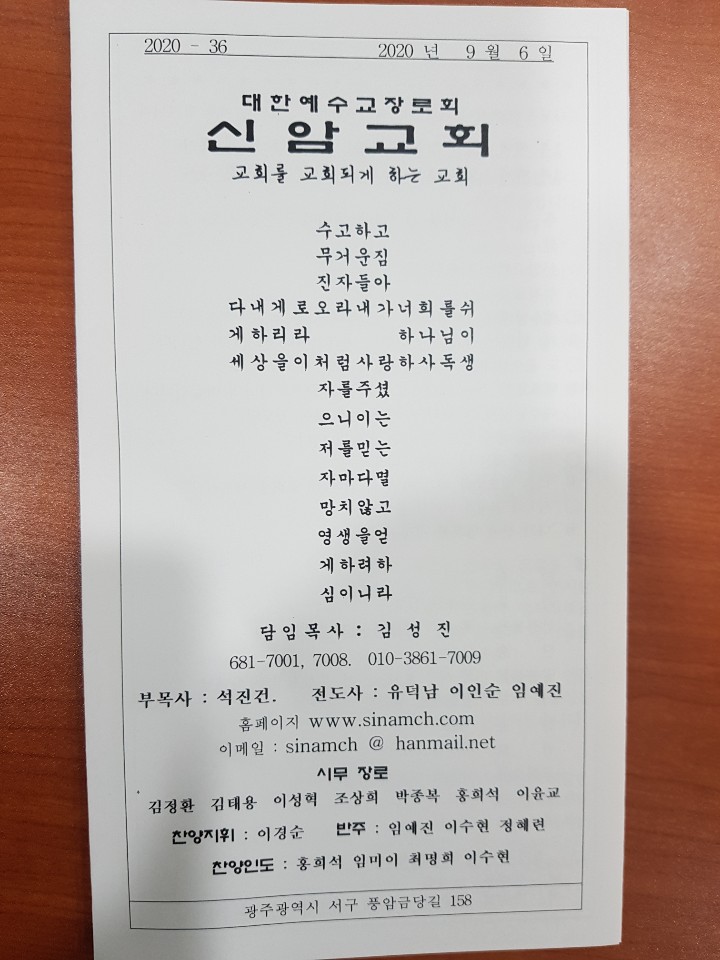 2020 - 36 2020 년 9 월 6 일
대한예수교장로회
신암교회
교회를 교회되게 하는 교회
수고하고
무거운짐
진자들아
다내게로오라내가너희를쉬
게하리라 하나님이
세상을이처럼사랑하사독생
자를주셨
으니이는
저를믿는
자마다멸
망치않고
영생을얻
게하려하
심이니라
담임목사 : 김 성 진
681-7001, 7008. 010-3861-7009
부목사 : 석진건. 전도사 : 유덕남 이인순 임예진
홈페이지 www.sinamch.com
이메일 : sinamch @ hanmail.net
시무 장로
김정환 김태용 이성혁 조상희 박종복 홍희석 이윤교
찬양지휘 : 이경순 반주 : 임예진 이수현 정혜련
찬양인도 : 홍희석 임미이 최명희 이수현
광주광역시 서구 풍암금당길 158